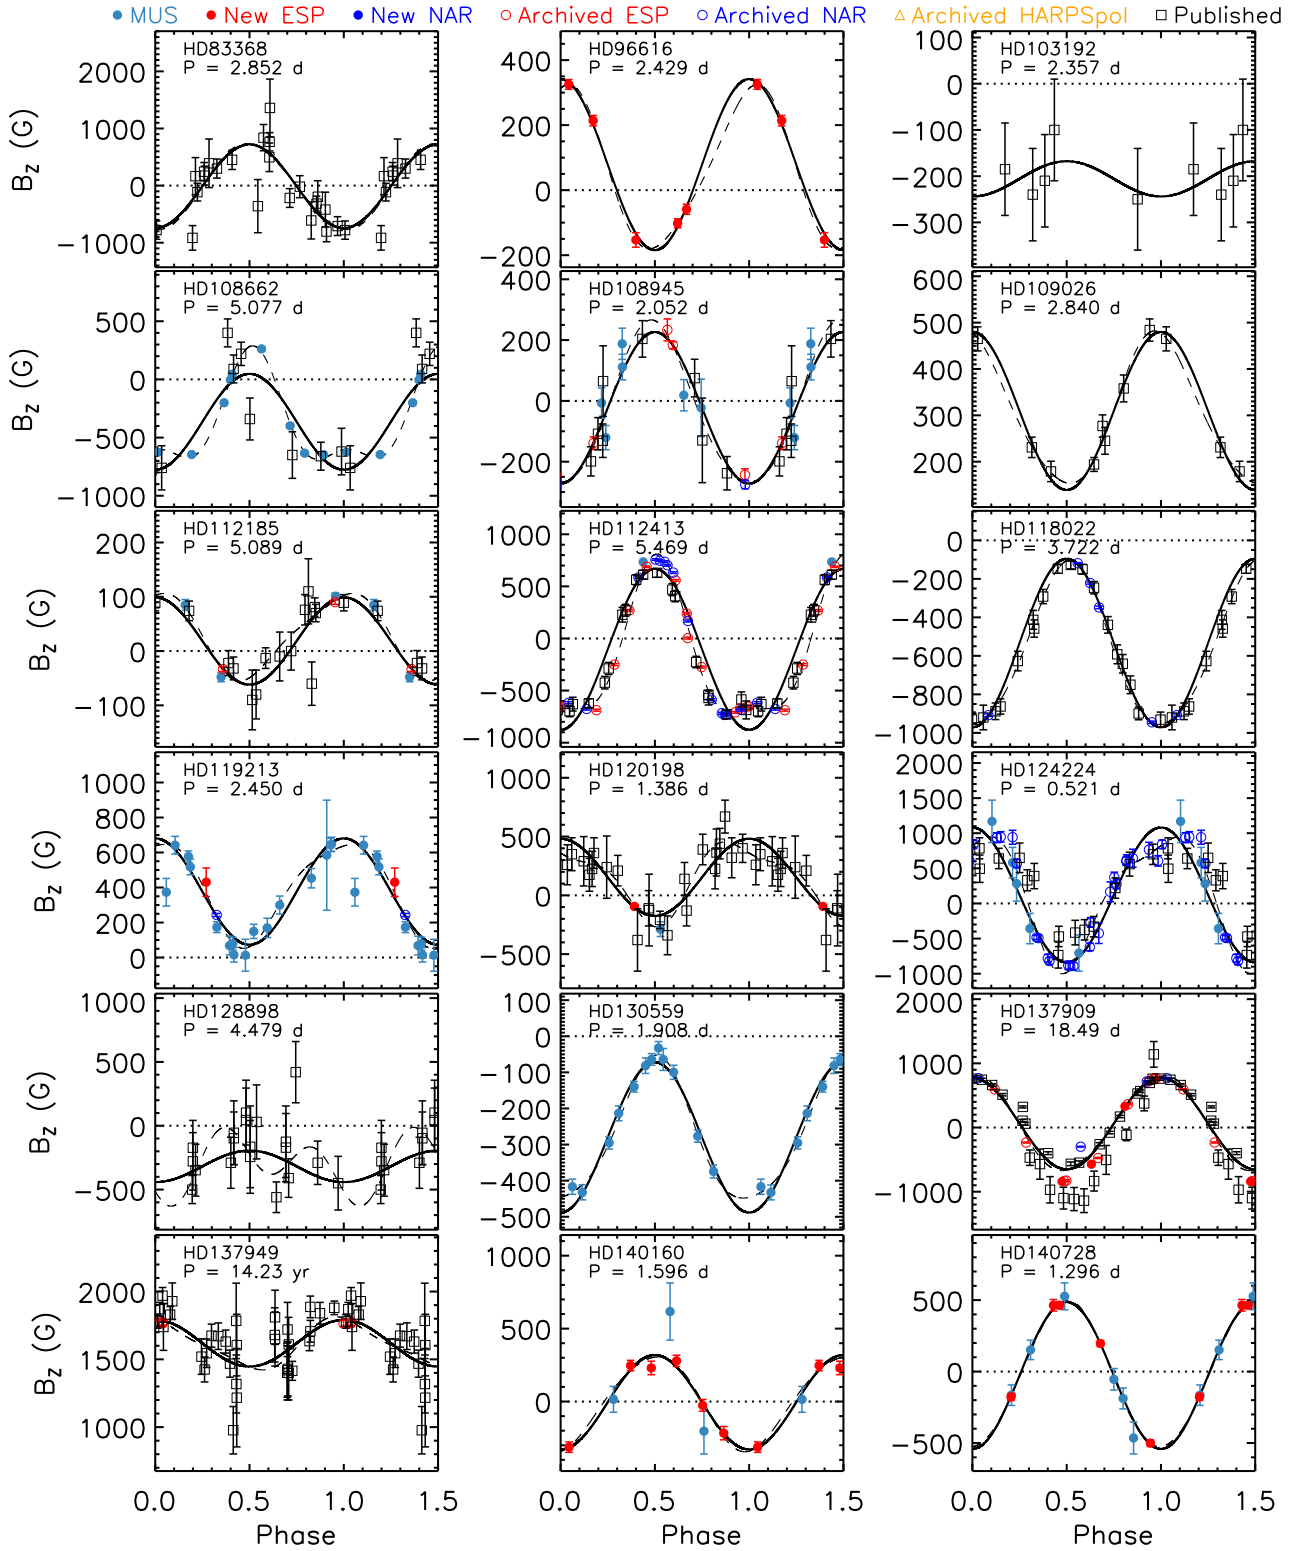 MUS New ESP New NAR Archived ESP Archived NAR Archived HARPSpol Published
HD83368
P = 2.852 d
2000
1000
0
−1000
Bz (G)
HD96616
P = 2.429 d
400
200
0
−200
HD103192
P = 2.357 d
100
0
−100
−200
−300
HD108662
P = 5.077 d
500
0
−500
−1000
Bz (G)
HD108945
P = 2.052 d
400
200
0
−200
HD109026
P = 2.840 d
600
500
400
300
200
HD112185
P = 5.089 d
200
100
0
−100
Bz (G)
HD112413
P = 5.469 d
1000
500
0
−500
−1000
HD118022
P = 3.722 d
0
−200
−400
−600
−800
−1000
HD119213
P = 2.450 d
1000
800
600
400
200
0
Bz (G)
HD120198
P = 1.386 d
1000
500
0
−500
HD124224
P = 0.521 d
2000
1500
1000
500
0
−500
−1000
HD128898
P = 4.479 d
1000
500
0
−500
Bz (G)
HD130559
P = 1.908 d
100
0
−100
−200
−300
−400
−500
HD137909
P = 18.49 d
2000
1000
0
−1000
HD137949
P = 14.23 yr
2000
1500
1000
Bz (G)
HD140160
P = 1.596 d
1000
500
0
HD140728
P = 1.296 d
500
0
−500
0.0 0.5 1.0 1.5
Phase
0.0 0.5 1.0 1.5
Phase
0.0 0.5 1.0 1.5
Phase